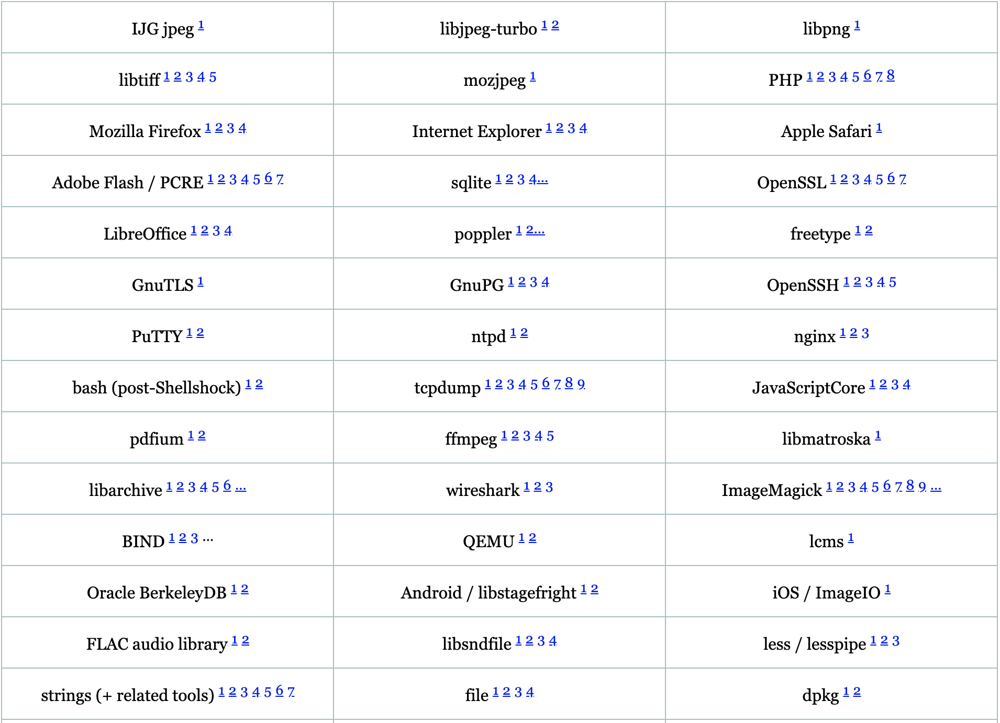 IJG jpeg 1
libjpeg-turbo 1 2
libpng 1
libtiff 1 2 3 4 5
mozjpeg 1
PHP 1 2 3 4 5 6 7 8
Mozilla Firefox 1 2 3 4
Internet Explorer 1 2 3 4
Apple Safari 1
Adobe Flash / PCRE 1 2 3 4 5 6 7
sqlite 1 2 3 4...
OpenSSL 1 2 3 4 5 6 7
LibreOffice 1 2 3 4
poppler 1 2...
freetype 1 2
GnuTLS 1
GnuPG 1 2 3 4
OpenSSH 1 2 3 4 5
PuTTY 1 2
ntpd 1 2
nginx 1 2 3
bash (post-Shellshock) 1 2
tcpdump 1 2 3 4 5 6 7 8 9
JavaScriptCore 1 2 3 4
pdfium 1 2
ffmpeg 1 2 3 4 5
libmatroska 1
libarchive 1 2 3 4 5 6 ...
wireshark 1 2 3
ImageMagick 1 2 3 4 5 6 7 8 9 ...
BIND 1 2 3 ...
QEMU 1 2
lcms 1
Oracle BerkeleyDB 1 2
Android / libstagefright 1 2
iOS / ImageIO 1
FLAC audio library 1 2
libsndfile 1 2 3 4
less / lesspipe 1 2 3
strings (+ related tools) 1 2 3 4 5 6 7
file 1 2 3 4
dpkg 1 2